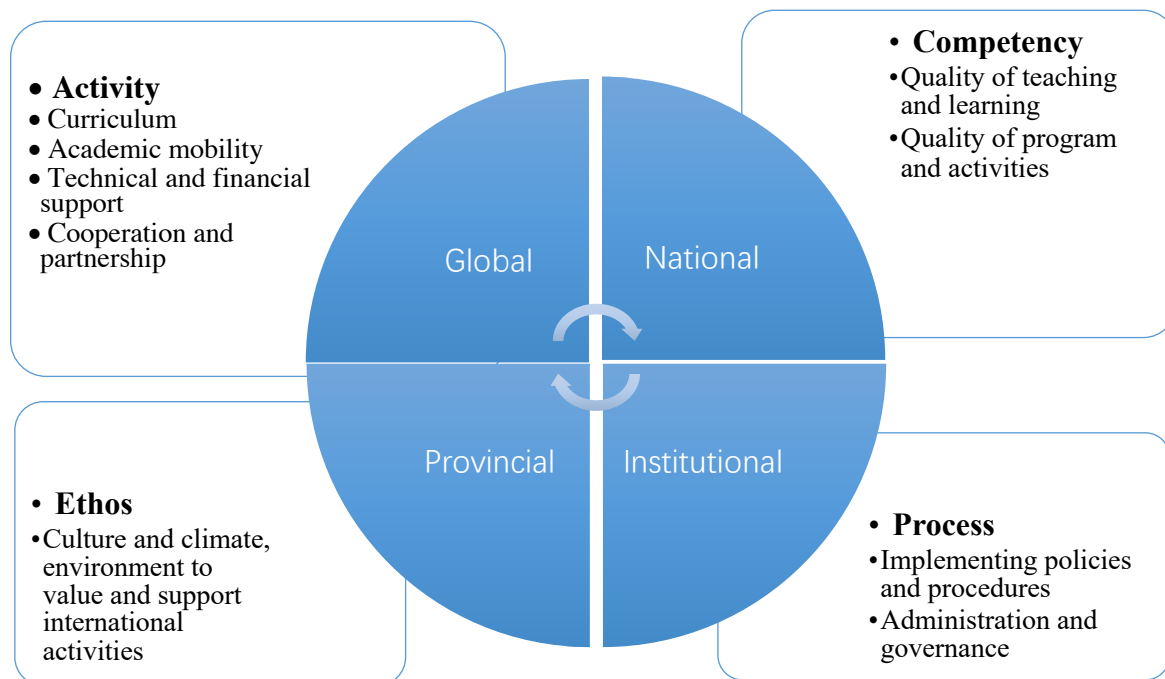 • Activity
• Curriculum
• Academic mobility
• Technical and financial
support
• Cooperation and
partnership
• Competency
•Quality of teaching
and learning
•Quality of program
and activities
Global
National
Provincial
Institutional
• Ethos
•Culture and climate,
environment to
value and support
international
activities
• Process
•Implementing policies
and procedures
•Administration and
governance